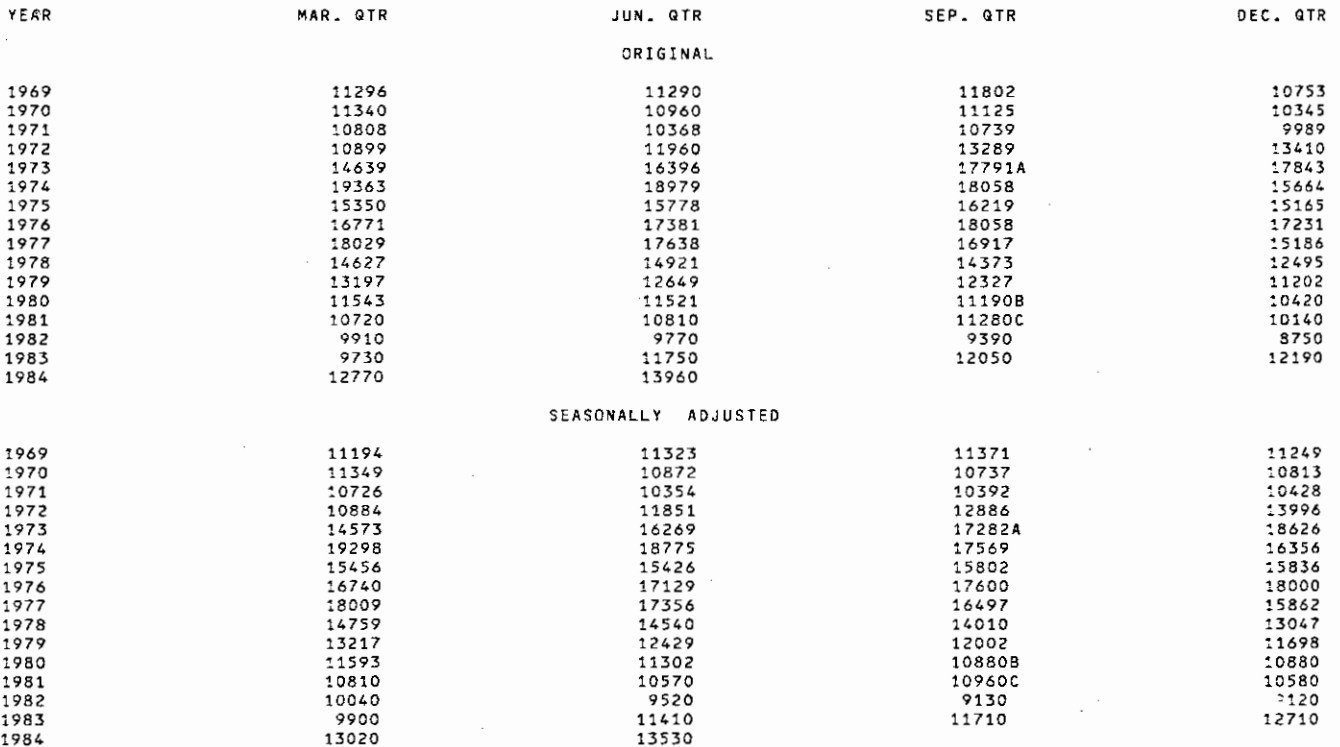 YEAR MAR. QTR JUN. QTR SEP. QTR DEC. QTR
ORIGINAL
1969 11296 11290 11802 10753
1970 11340 10960 11125 10345
1971 10808 10368 10739 9989
1972 10899 11960 13289 13410
1973 14639 16396 17791A 17843
1974 19363 18979 18058 15664
1975 15350 15778 16219 15165
1976 16771 17381 18058 17231
1977 18029 17638 16917 15186
1978 14627 14921 14373 12495
1979 13197 12649 12327 11202
1980 11543 11521 11190B 10420
1981 10720 10810 11280C 10140
1982 9910 9770 9390 8750
1983 9730 11750 12050 12190
1984 12770 13960
SEASONALLY ADJUSTED
1969 11194 11323 11371 11249
1970 11349 10872 10737 10813
1971 10726 10354 10392 10428
1972 10884 11851 12886 13996
1973 14573 16269 17282A 18626
1974 19298 18775 17569 16356
1975 15456 15426 15802 15836
1976 16740 17129 17600 18000
1977 18009 17356 16497 15862
1978 14759 14540 14010 13047
1979 13217 12429 12002 11698
1980 11593 11302 10880B 10880
1981 10810 10570 10960C 10580
1982 10040 9520 9130
1983 9900 11410 11710 12710
1984 13020 13530